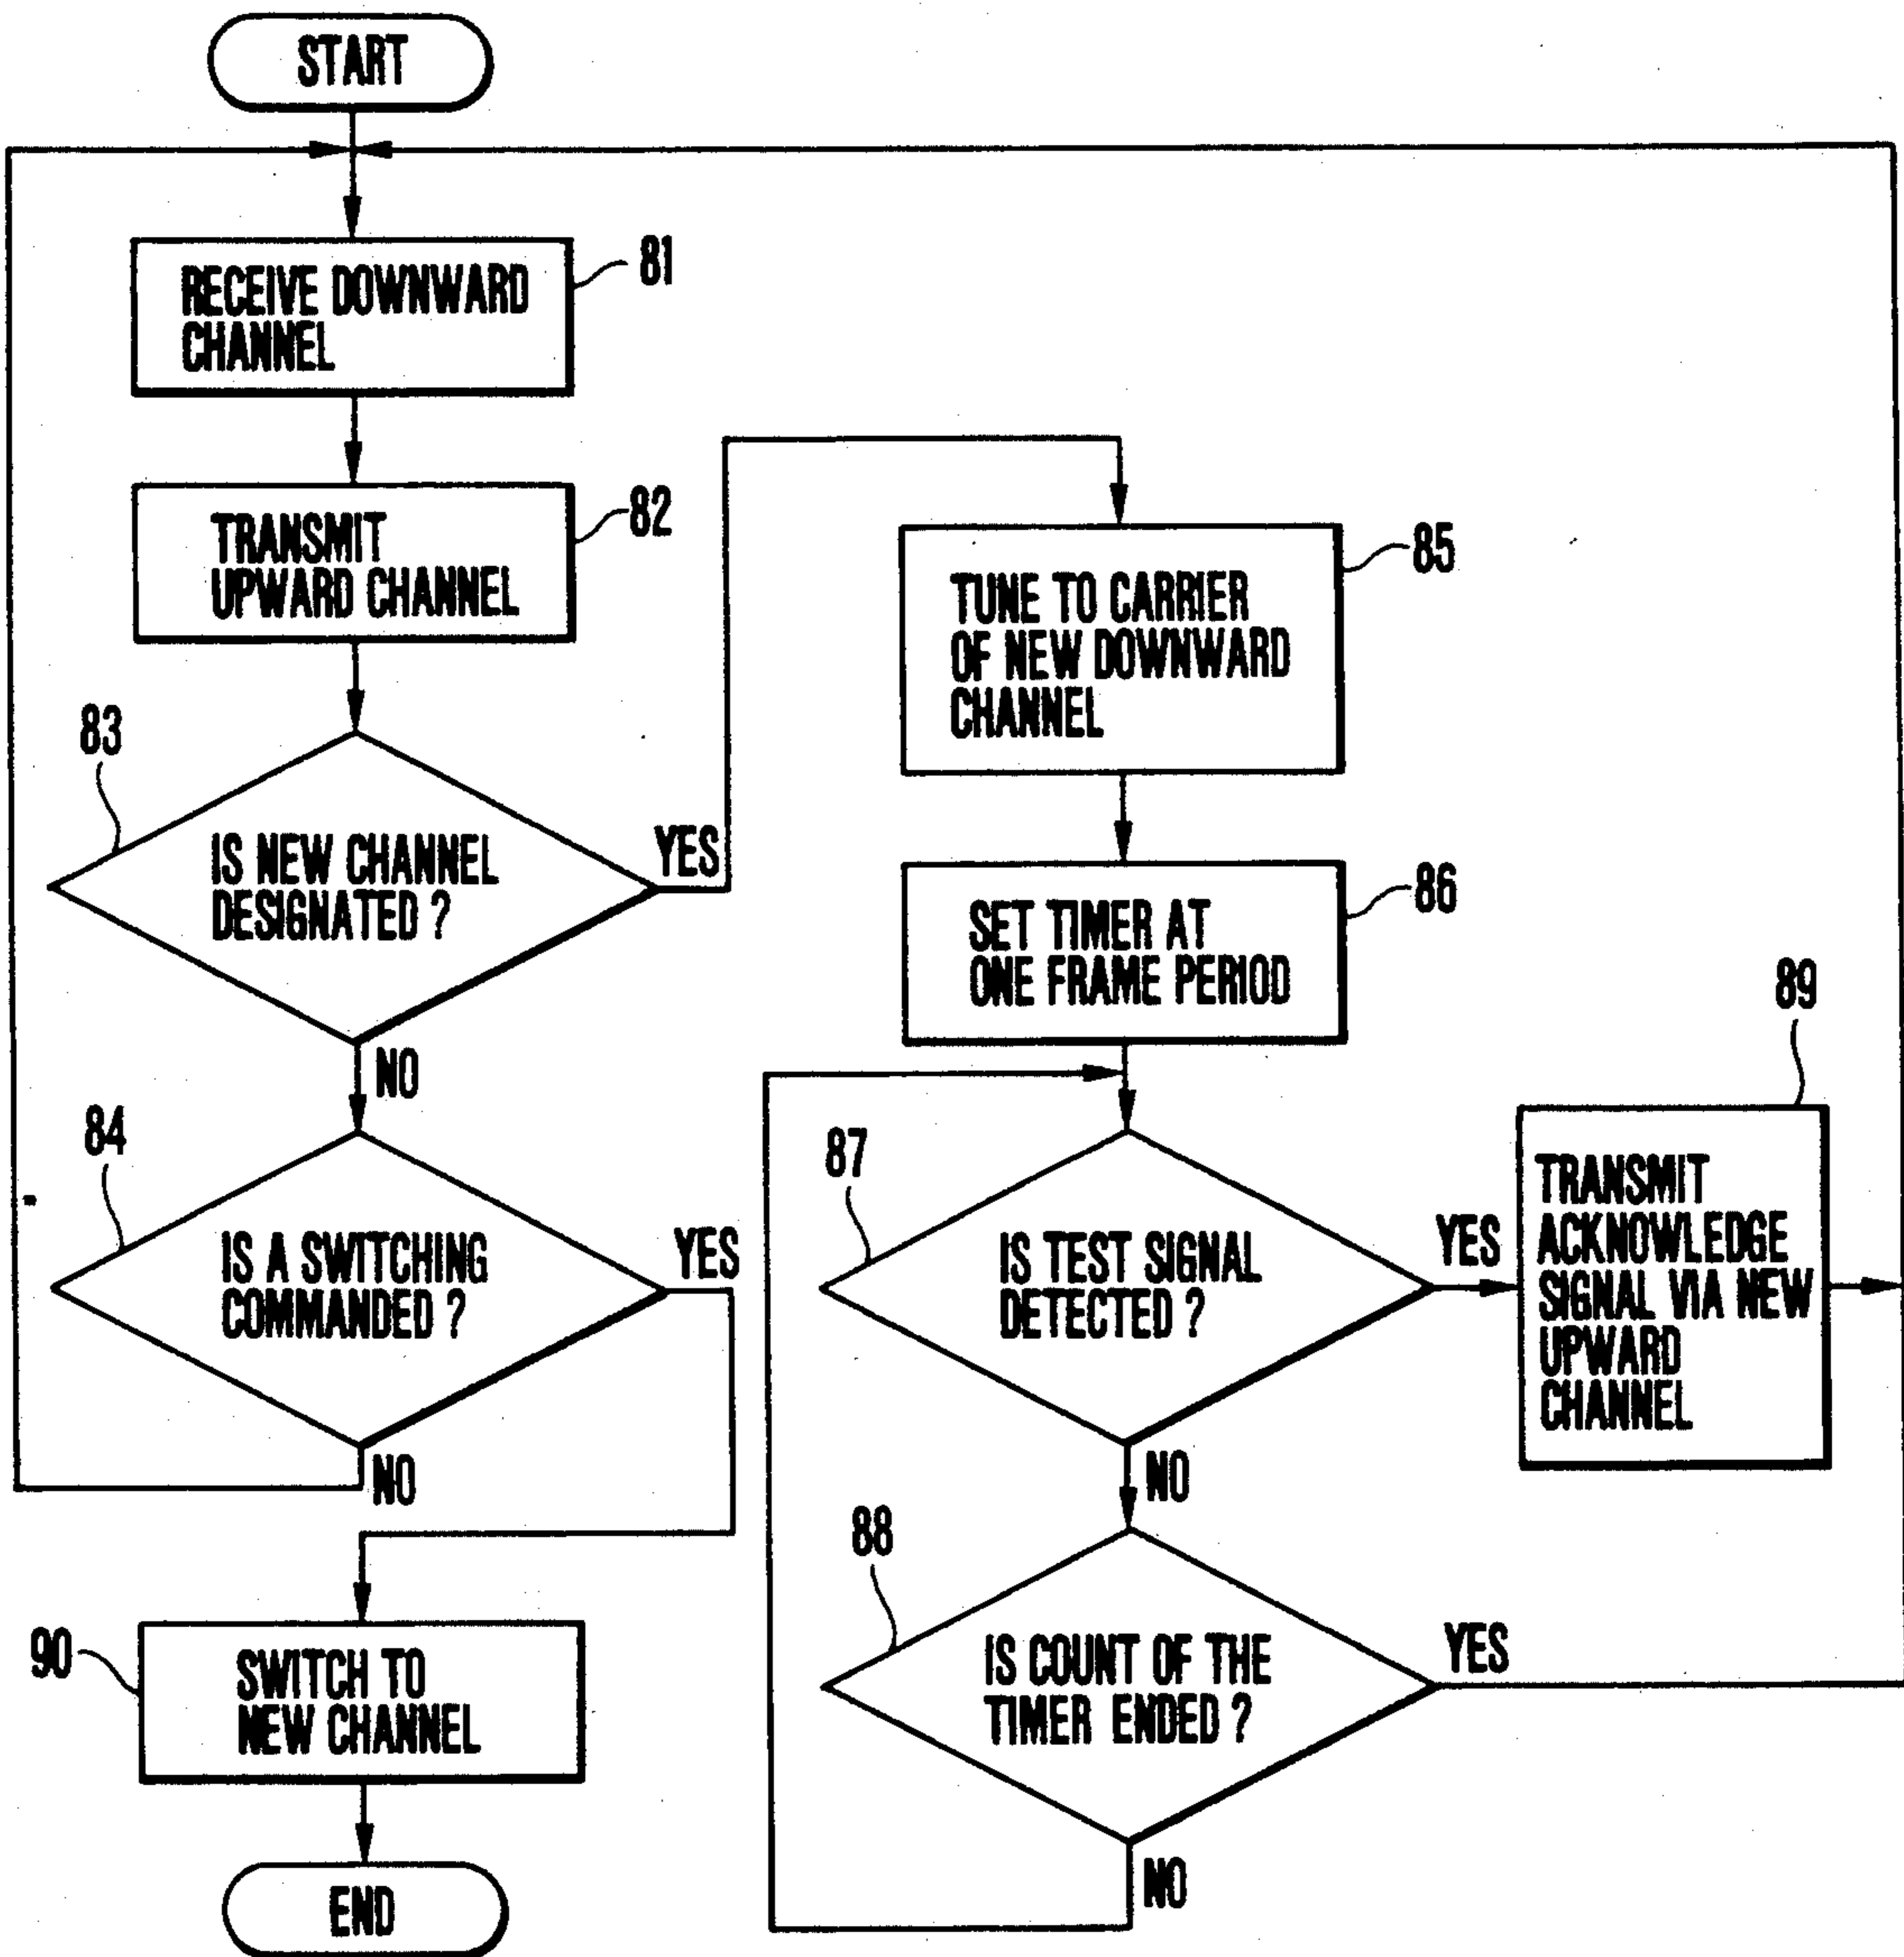 START
RECEIVE DOWNWARD
CHANNEL
81
TRANSMIT
UPWARD CHANNEL
82
83
IS NEW CHANNEL
DESIGNATED ?
YES
NO
84
IS A SWITCHING
COMMANDED ?
YES
NO
90
SWITCH TO
NEW CHANNEL
END
TUNE TO CARRIER
OF NEW DOWNWARD
CHANNEL
85
SET TIMER AT
ONE FRAME PERIOD
86
87
IS TEST SIGNAL
DETECTED ?
YES
NO
89
TRANSMIT
ACKNOWLEDGE
SIGNAL VIA NEW
UPWARD
CHANNEL
88
IS COUNT OF THE
TIMER ENDED ?
YES
NO